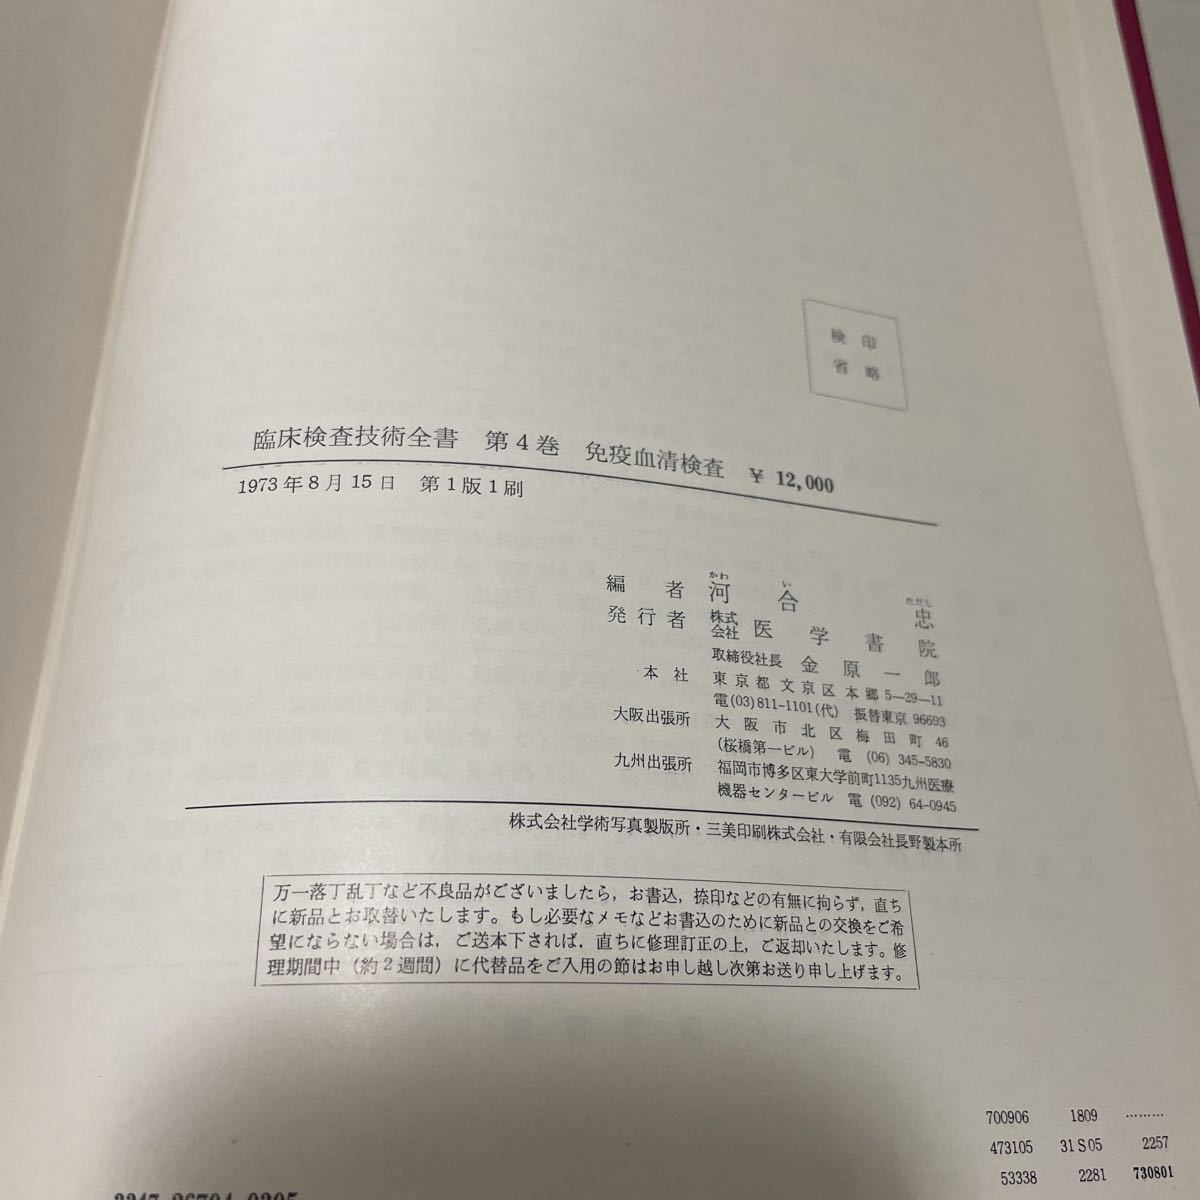 検印
省略
臨床検査技術全書 第4巻 免疫血清検査 ¥ 12,000
1973年8月15日 第1版1刷
かわ い ただし
編者 河合 忠
発行者 株式会社 医学書院
取締役社長 金原一郎
本社 東京都文京区本郷5—29—11
電(03)811-1101(代) 振替東京 96693
大阪出張所 大阪市北区梅田町46
(桜橋第一ビル) 電 (06) 345-5830
九州出張所 福岡市博多区東大学前町1135九州医療
機器センタービル 電 (092) 64-0945
株式会社学術写真製版所・三美印刷株式会社・有限会社長野製本所
万一落丁乱丁など不良品がございましたら，お書込，捺印などの有無に拘らず，直ち
に新品とお取替いたします。もし必要なメモなどお書込のために新品との交換をご希
望にならない場合は，ご送本下されば，直ちに修理訂正の上，ご返却いたします。修
理期間中（約2週間）に代替品をご入用の節はお申し越し次第お送り申し上げます。
700906 1809 ………
473105 31S05 2257
53338 2281 730801